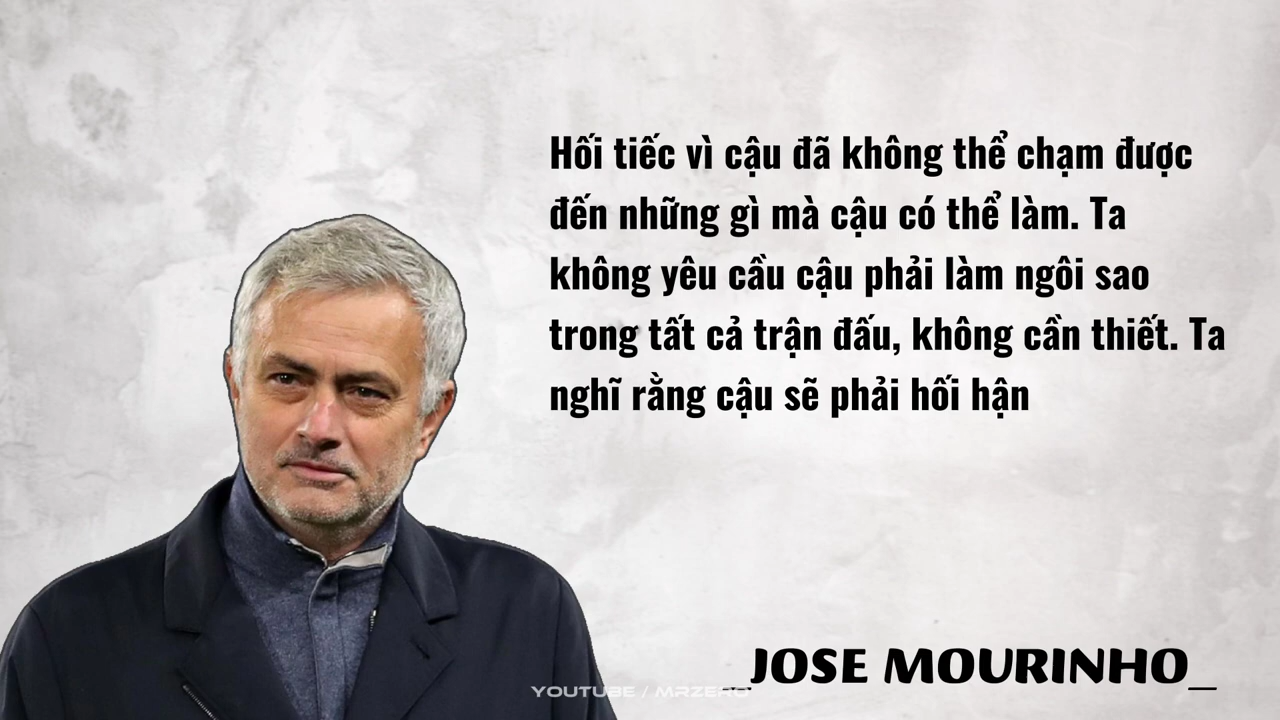 Hối tiếc vì cậu đã không thể chạm được
đến những gì mà cậu có thể làm. Ta
không yêu cầu cậu phải làm ngôi sao
trong tất cả trận đấu, không cần thiết. Ta
nghĩ rằng cậu sẽ phải hối hận
_JOSE MOURINHO_
YOUTUBE / MRZERO